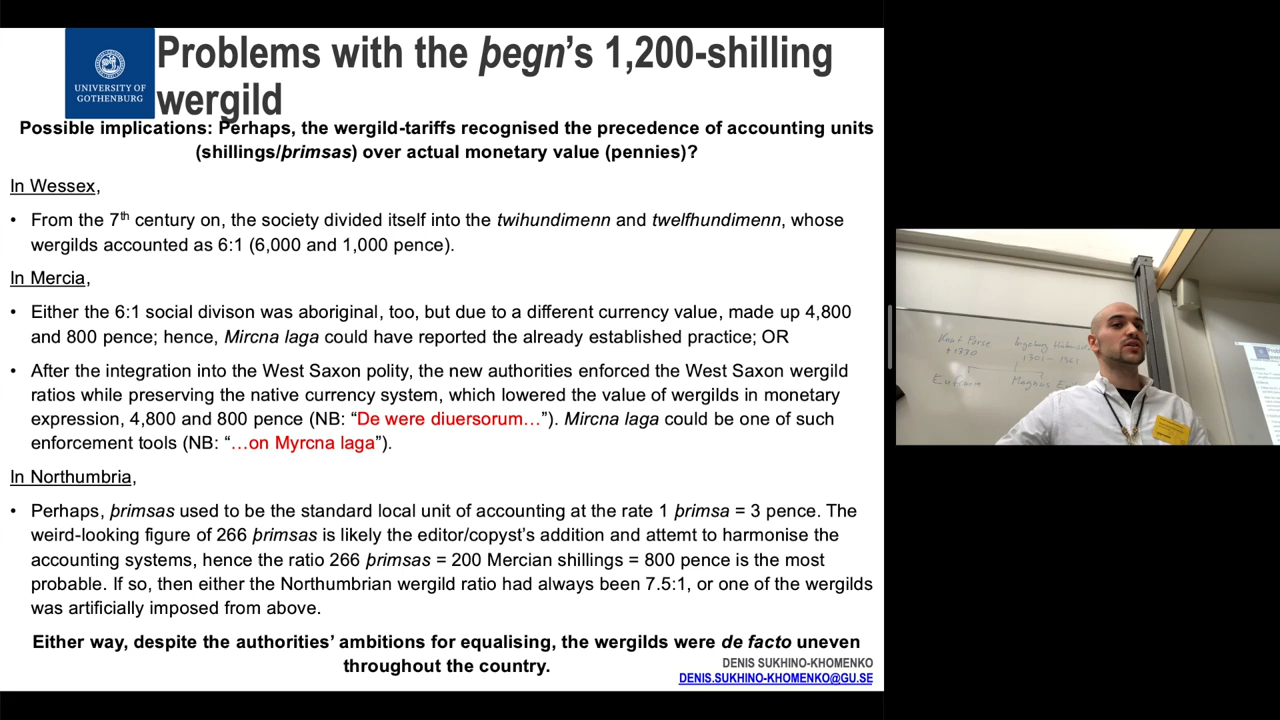 UNIVERSITY OF
GOTHENBURG
Problems with the þegn’s 1,200-shilling
wergild
Possible implications: Perhaps, the wergild-tariffs recognised the precedence of accounting units
(shillings/þrimsas) over actual monetary value (pennies)?
In Wessex,
• From the 7th century on, the society divided itself into the twihundimenn and twelfhundimenn, whose
wergilds accounted as 6:1 (6,000 and 1,000 pence).
In Mercia,
• Either the 6:1 social divison was aboriginal, too, but due to a different currency value, made up 4,800
and 800 pence; hence, Mircna laga could have reported the already established practice; OR
• After the integration into the West Saxon polity, the new authorities enforced the West Saxon wergild
ratios while preserving the native currency system, which lowered the value of wergilds in monetary
expression, 4,800 and 800 pence (NB: “De were diuersorum…”). Mircna laga could be one of such
enforcement tools (NB: “…on Myrcna laga”).
In Northumbria,
• Perhaps, þrimsas used to be the standard local unit of accounting at the rate 1 þrimsa = 3 pence. The
weird-looking figure of 266 þrimsas is likely the editor/copyst’s addition and attemt to harmonise the
accounting systems, hence the ratio 266 þrimsas = 200 Mercian shillings = 800 pence is the most
probable. If so, then either the Northumbrian wergild ratio had always been 7.5:1, or one of the wergilds
was artificially imposed from above.
Either way, despite the authorities’ ambitions for equalising, the wergilds were de facto uneven
throughout the country.
DENIS SUKHINO-KHOMENKO
DENIS.SUKHINO-KHOMENKO@GU.SE
Knut Porse
Ingeborg
Magnus